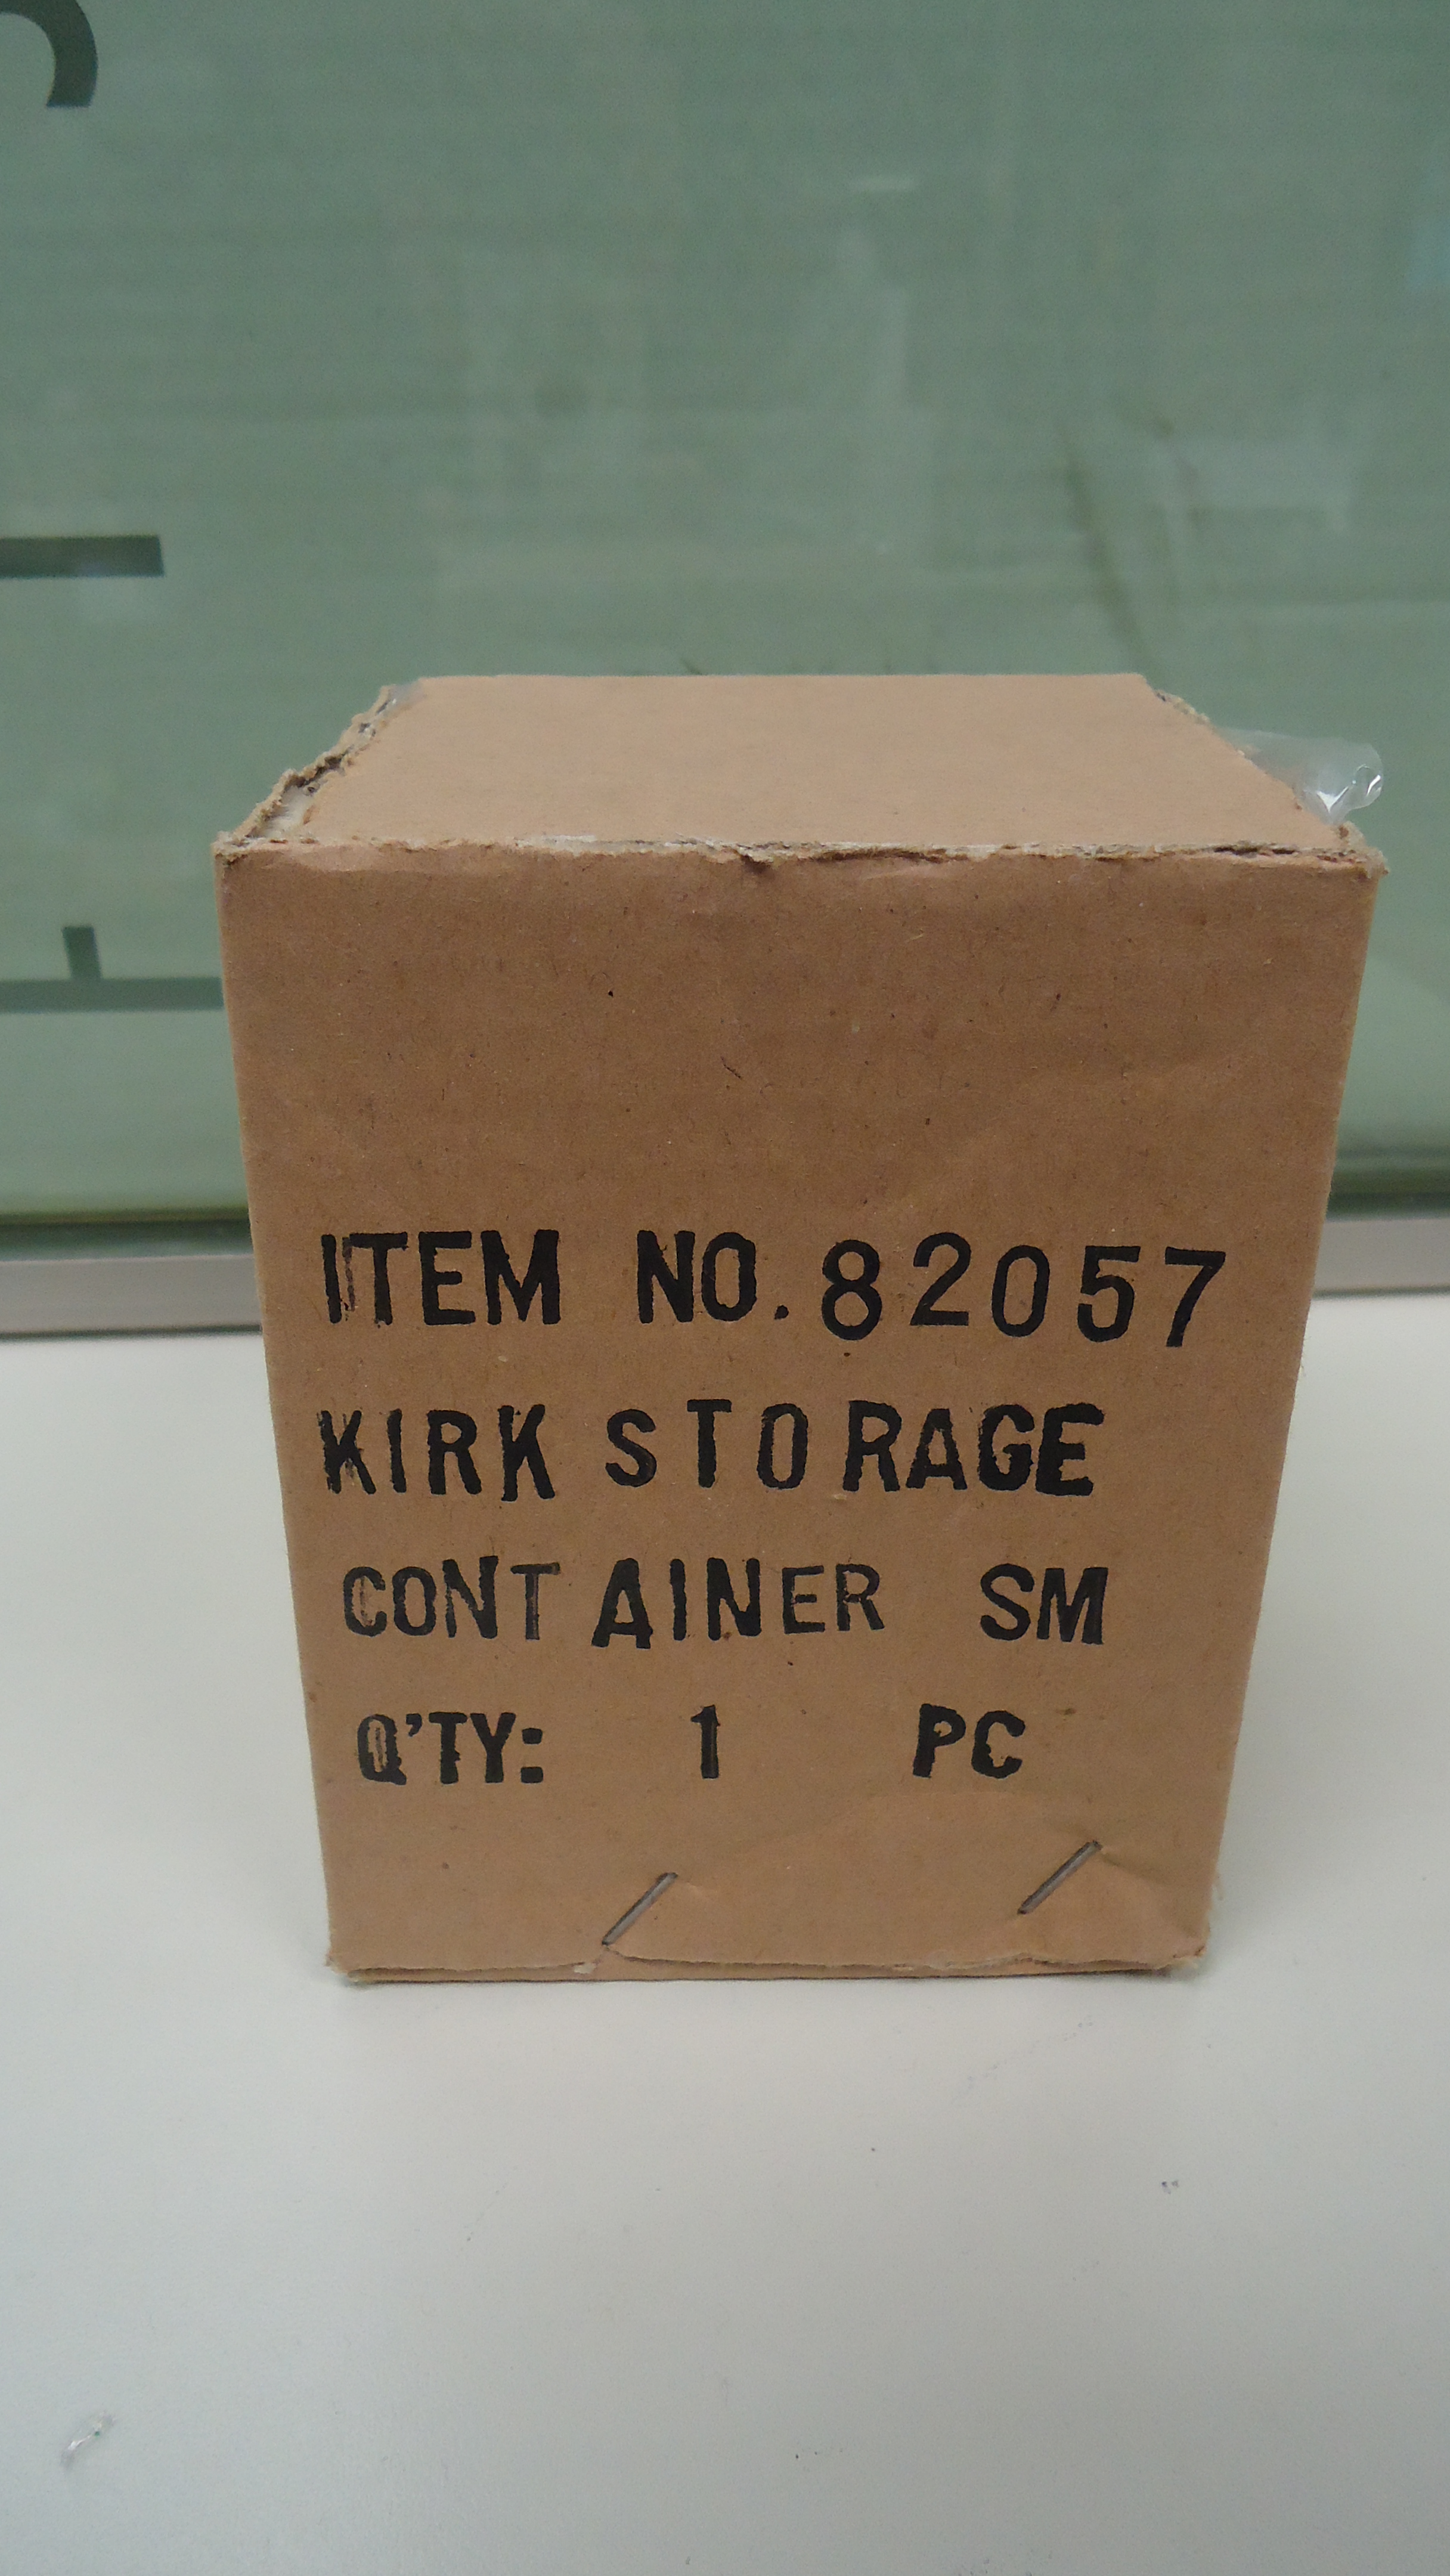 ITEM NO. 82057
KIRK STORAGE
CONTAINER SM
Q'TY: 1 PC